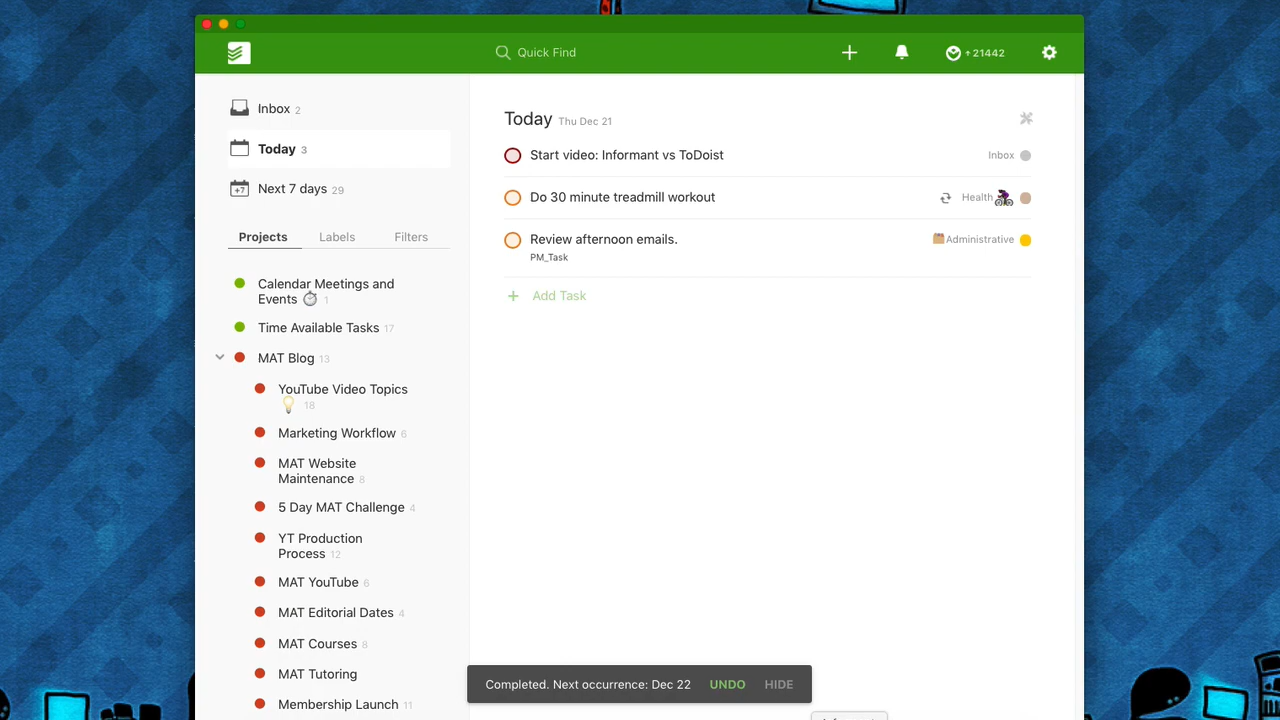 Quick Find
21442
Inbox 2
Today 3
+7
Next 7 days 29
Projects Labels Filters
Calendar Meetings and
Events 1
Time Available Tasks 17
MAT Blog 13
YouTube Video Topics
18
Marketing Workflow 6
MAT Website
Maintenance 8
5 Day MAT Challenge 4
YT Production
Process 12
MAT YouTube 6
MAT Editorial Dates 4
MAT Courses 8
MAT Tutoring
Membership Launch 11
Today Thu Dec 21
Start video: Informant vs ToDoist Inbox
Do 30 minute treadmill workout Health
Review afternoon emails. Administrative
PM_Task
+ Add Task
Completed. Next occurrence: Dec 22 UNDO HIDE